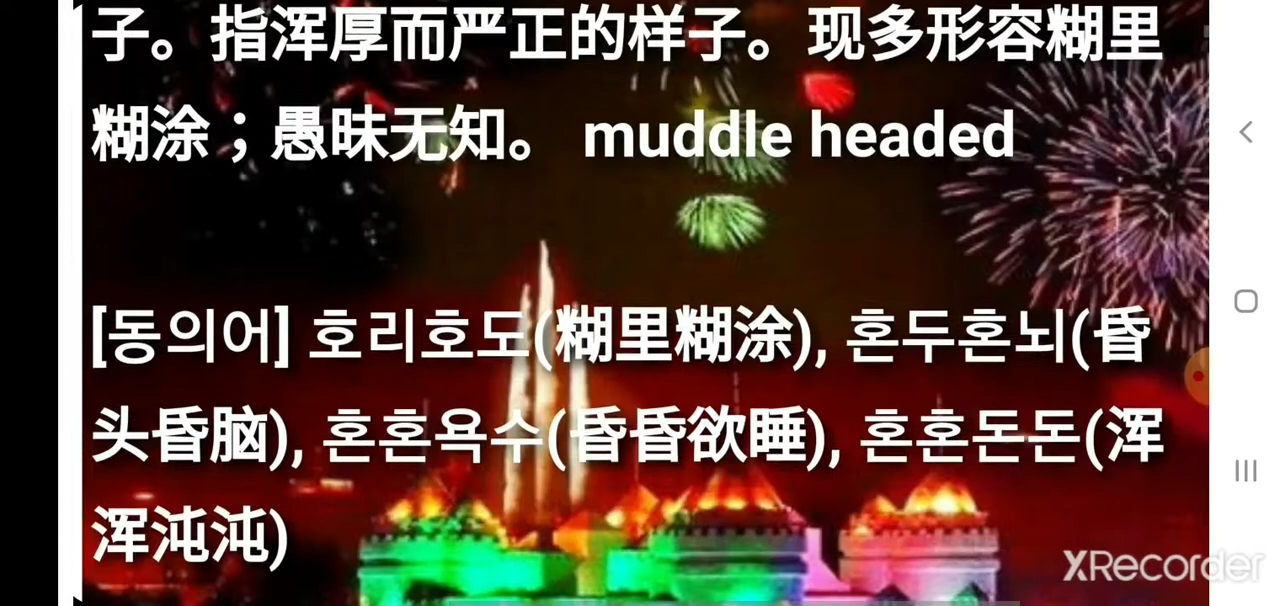 子。指浑厚而严正的样子。现多形容糊里
糊涂；愚昧无知。 muddle headed
[동의어] 호리호도(糊里糊涂), 혼두혼뇌(昏
头昏脑), 혼혼욕수(昏昏欲睡), 혼혼돈돈(浑
浑沌沌)
XRecorder